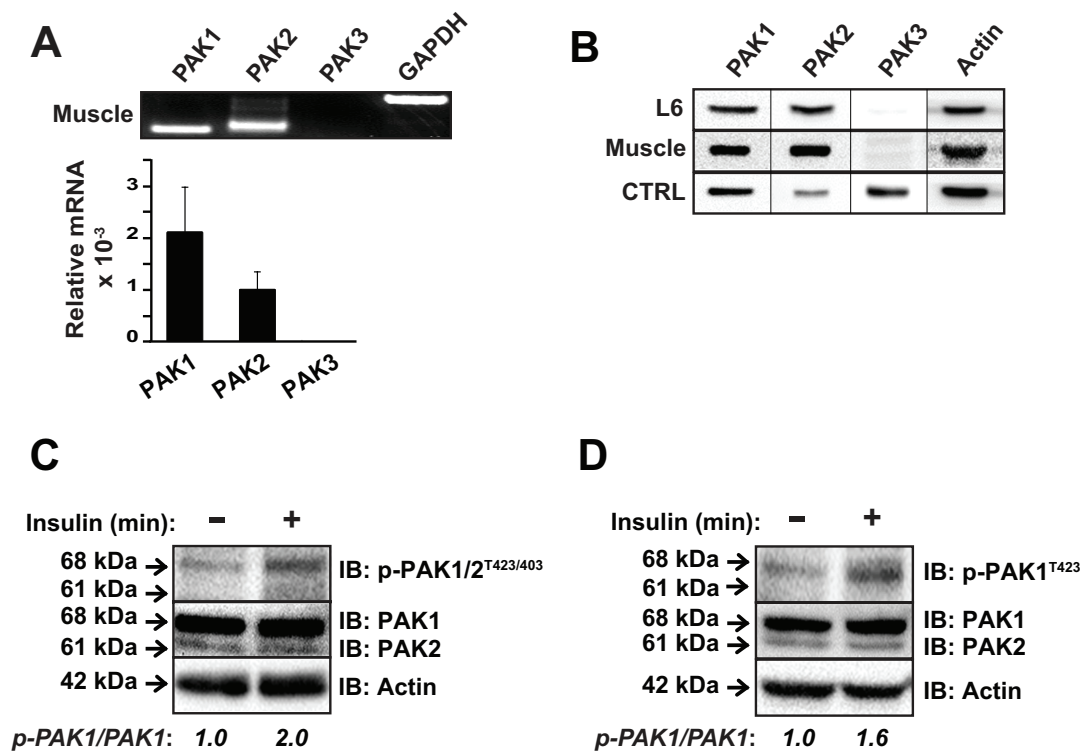 A
PAK1 PAK2 PAK3 GAPDH
Muscle
Relative mRNA
x 10⁻³
3
2
1
0
PAK1 PAK2 PAK3
B
PAK1 PAK2 PAK3 Actin
L6
Muscle
CTRL
C
Insulin (min): - +
68 kDa → IB: p-PAK1/2ᵀ⁴²³/⁴⁰³
61 kDa →
68 kDa → IB: PAK1
61 kDa → IB: PAK2
42 kDa → IB: Actin
p-PAK1/PAK1: 1.0 2.0
D
Insulin (min): - +
68 kDa → IB: p-PAK1ᵀ⁴²³
61 kDa →
68 kDa → IB: PAK1
61 kDa → IB: PAK2
42 kDa → IB: Actin
p-PAK1/PAK1: 1.0 1.6